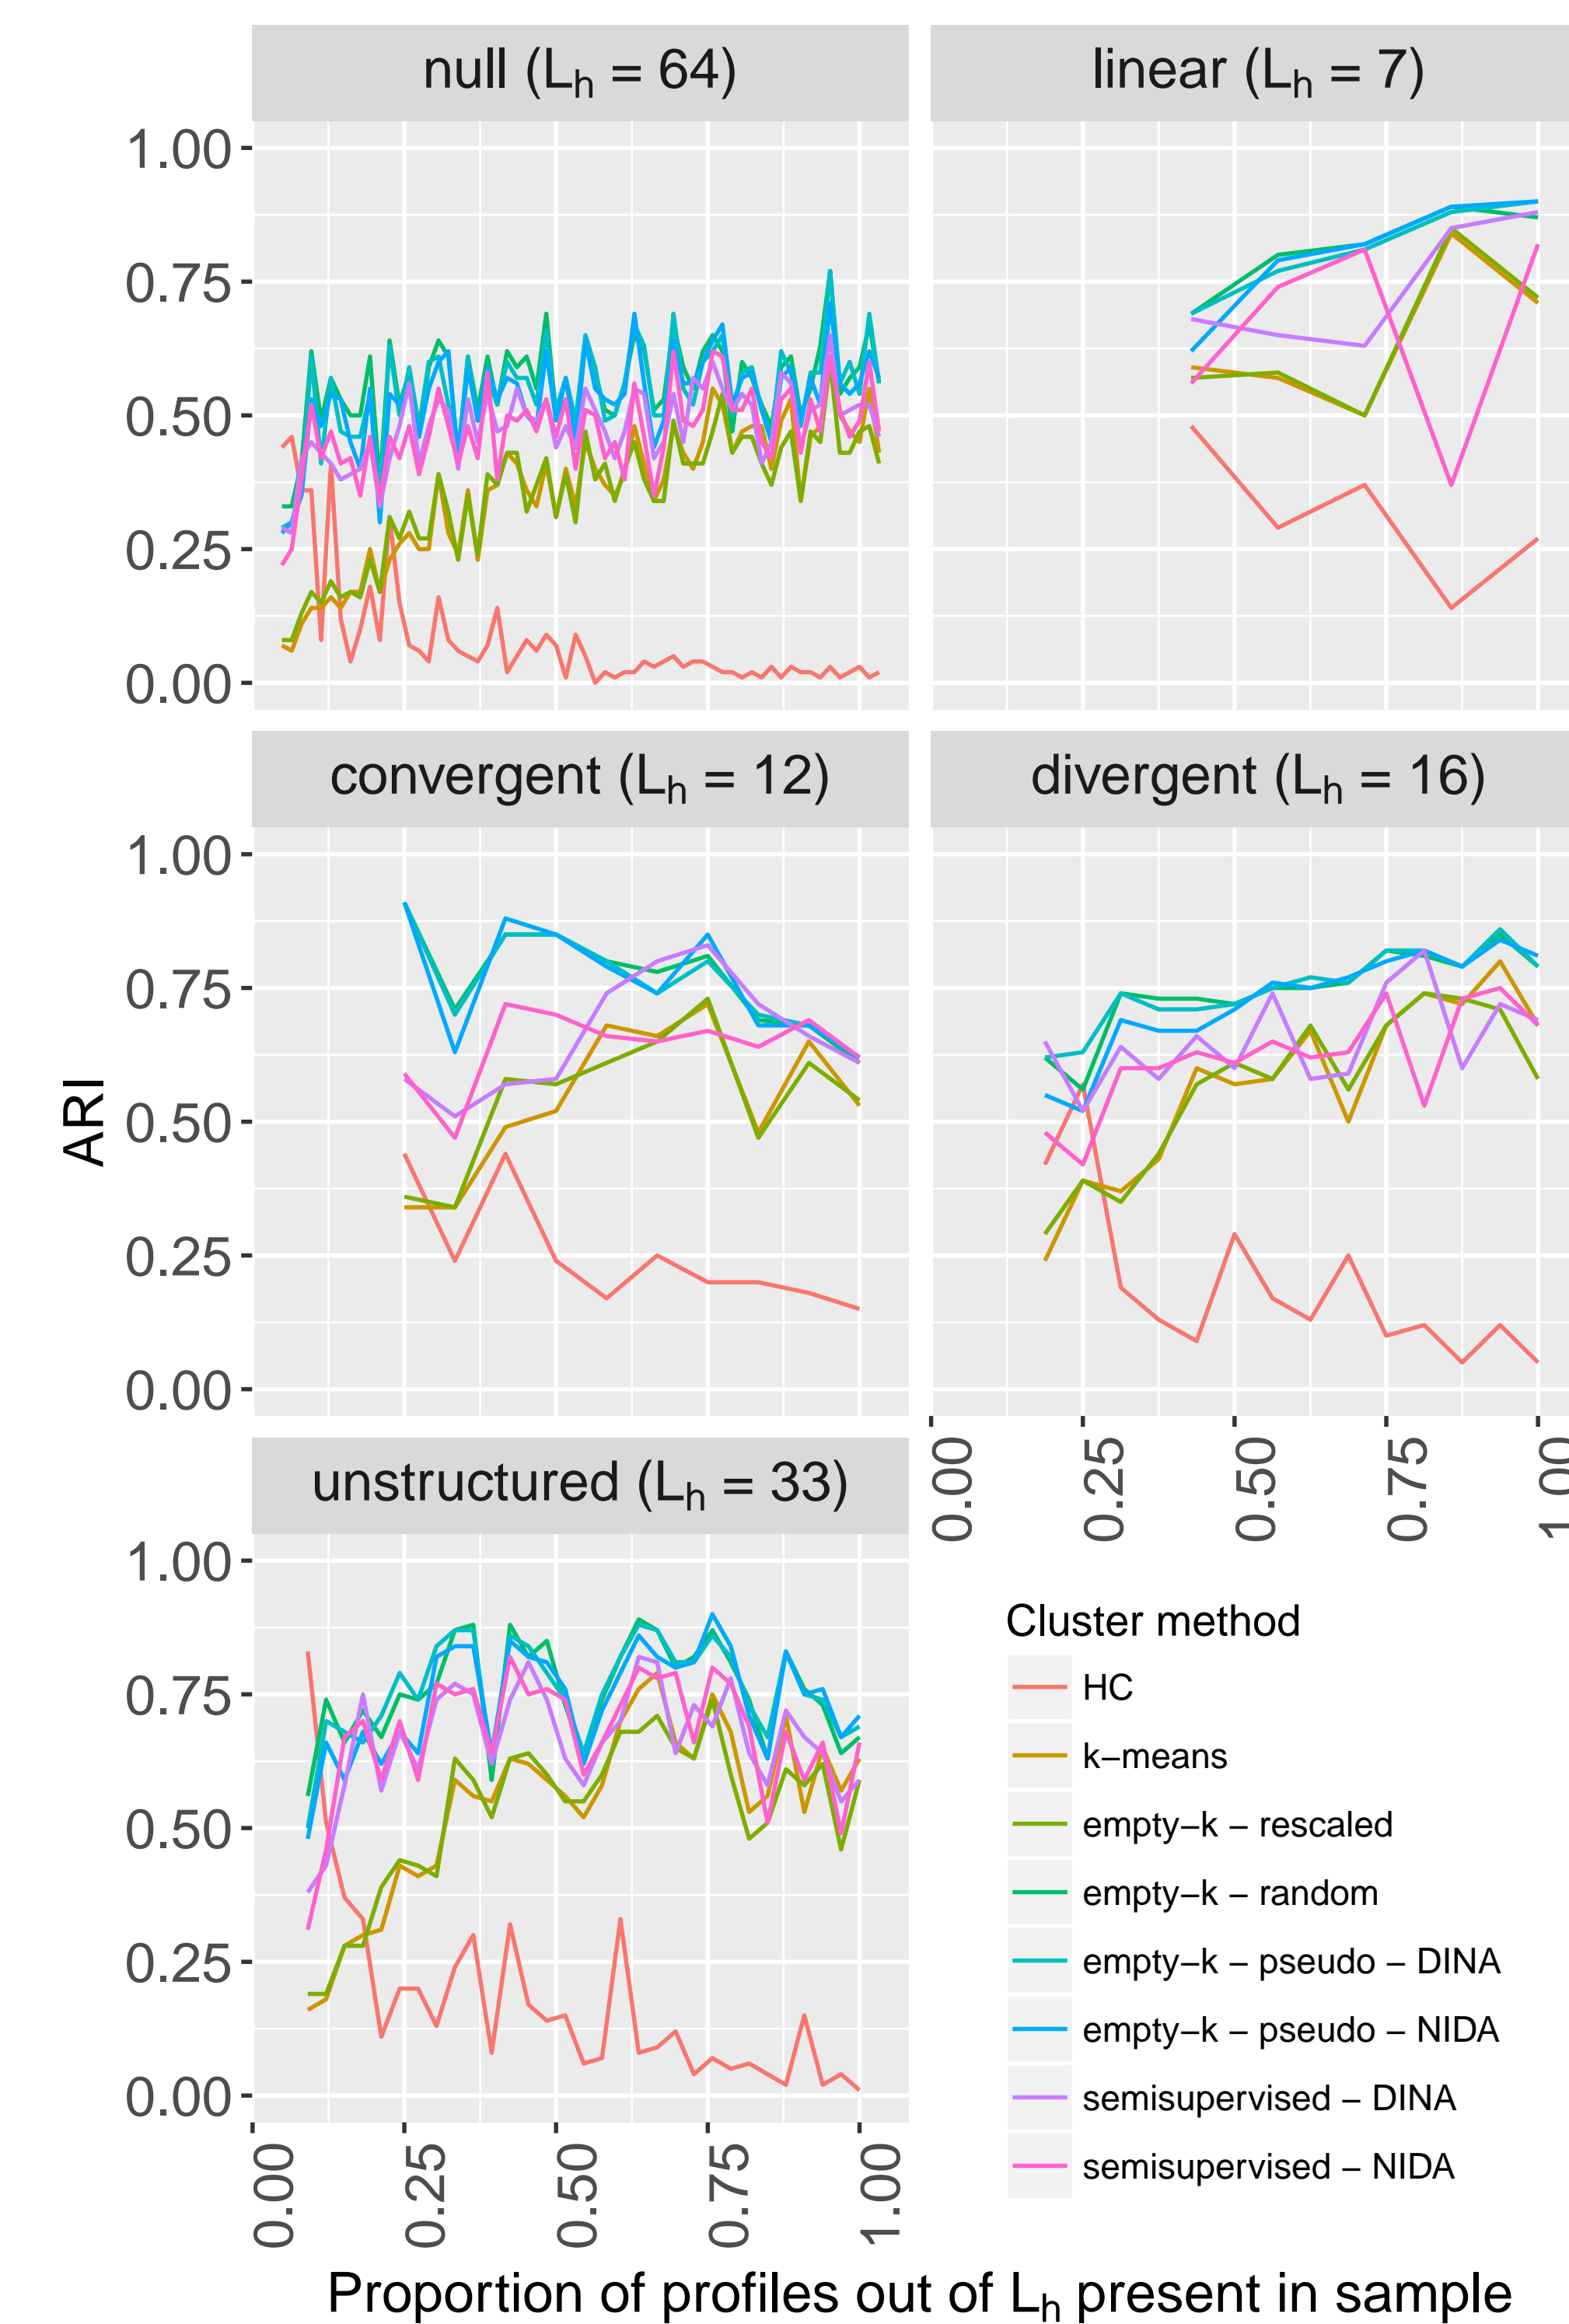 null (Lh = 64)
linear (Lh = 7)
1.00
0.75
0.50
0.25
0.00
convergent (Lh = 12)
divergent (Lh = 16)
1.00
0.75
0.50
0.25
0.00
ARI
0.00
0.25
0.50
0.75
1.00
unstructured (Lh = 33)
1.00
0.75
0.50
0.25
0.00
0.00
0.25
0.50
0.75
1.00
Cluster method
HC
k−means
empty−k − rescaled
empty−k − random
empty−k − pseudo − DINA
empty−k − pseudo − NIDA
semisupervised − DINA
semisupervised − NIDA
Proportion of profiles out of Lh present in sample